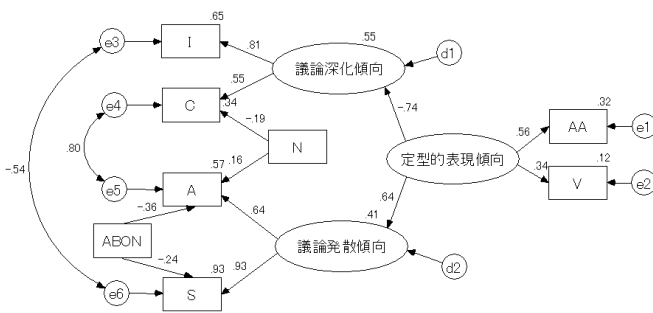 .65
.55
e3
I
.81
議論深化傾向
d1
.55
e4
C
.34
-.19
-.74
.32
N
.56
AA
e1
.80
-.54
定型的表現傾向
.57
.16
.34
.12
e5
A
V
e2
-.36
.64
.64
ABON
.41
-.24
議論発散傾向
.93
.93
d2
e6
S